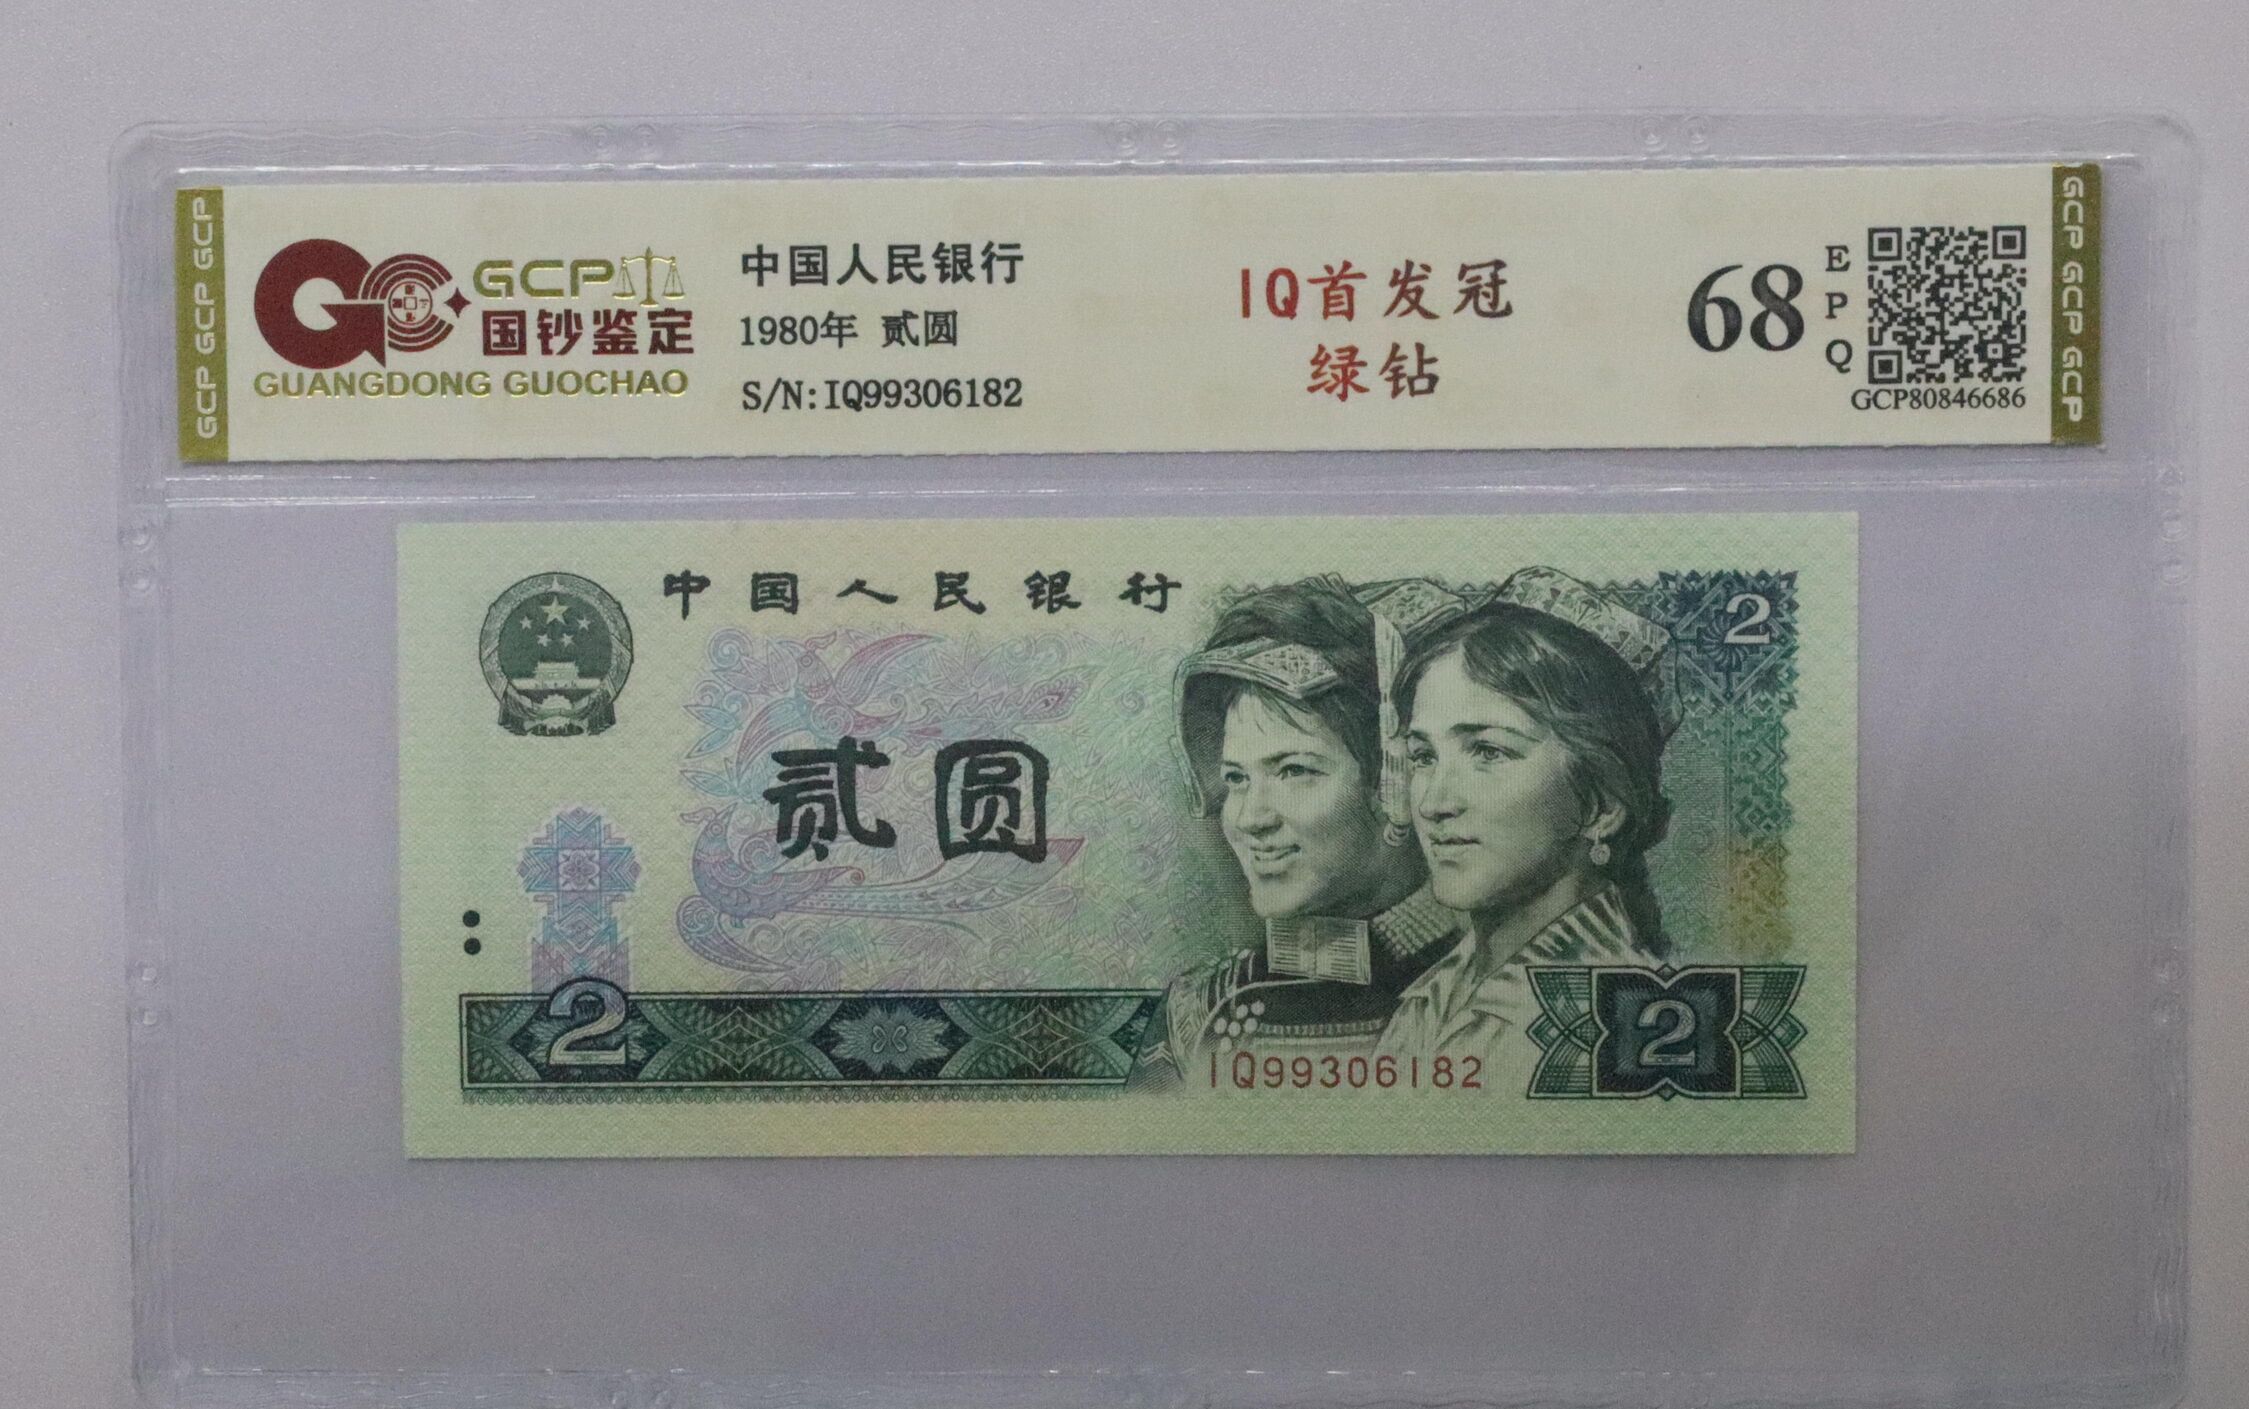 GCP GCP GCP
GCP
国钞鉴定
GUANGDONG GUOCHAO
中国人民银行
1980年 贰圆
S/N:IQ99306182
IQ首发冠
绿钻
68
E
P
Q
GCP80846686
GCP GCP GCP
中国人民银行
2
贰圆
2
IQ99306182
2